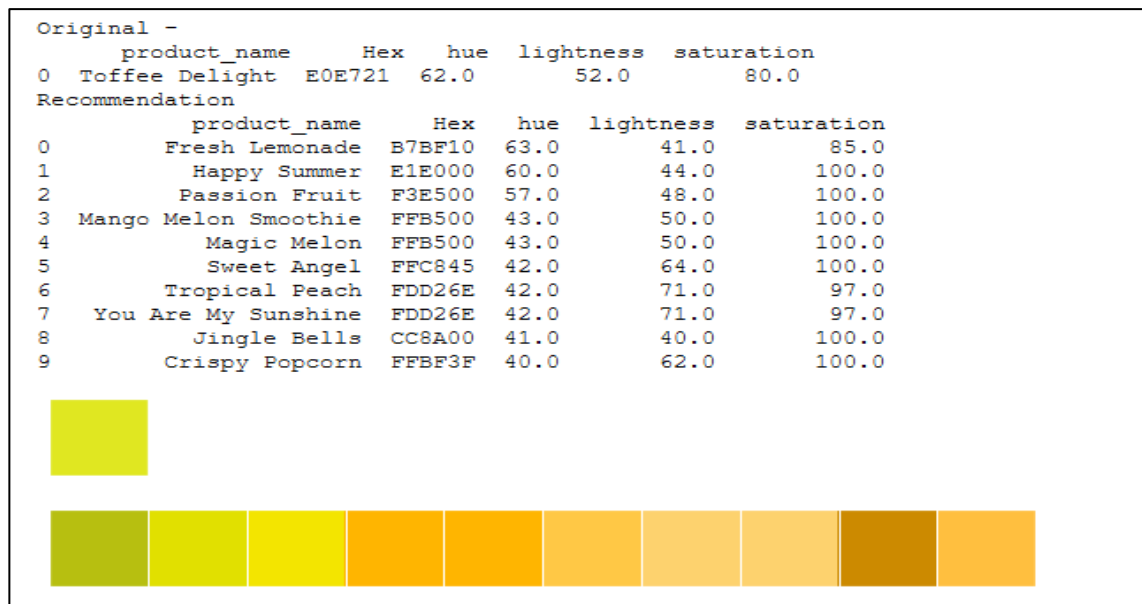 Original -
product_name Hex hue lightness saturation
0 Toffee Delight E0E721 62.0 52.0 80.0
Recommendation
product_name Hex hue lightness saturation
0 Fresh Lemonade B7BF10 63.0 41.0 85.0
1 Happy Summer E1E000 60.0 44.0 100.0
2 Passion Fruit F3E500 57.0 48.0 100.0
3 Mango Melon Smoothie FFB500 43.0 50.0 100.0
4 Magic Melon FFB500 43.0 50.0 100.0
5 Sweet Angel FFC845 42.0 64.0 100.0
6 Tropical Peach FDD26E 42.0 71.0 97.0
7 You Are My Sunshine FDD26E 42.0 71.0 97.0
8 Jingle Bells CC8A00 41.0 40.0 100.0
9 Crispy Popcorn FFBF3F 40.0 62.0 100.0